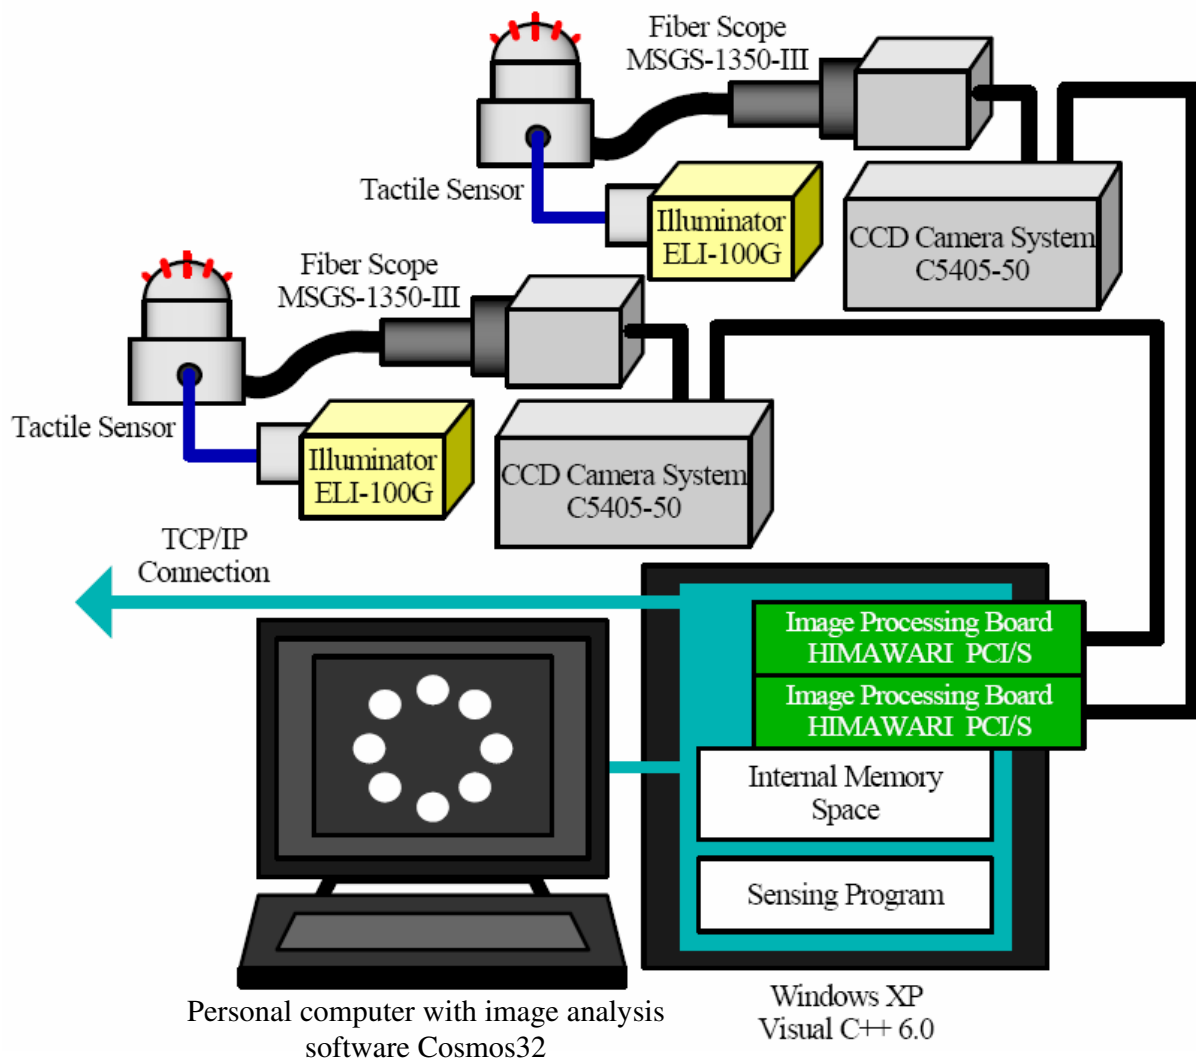 Fiber Scope
MSGS-1350-III
Tactile Sensor
Illuminator
ELI-100G
CCD Camera System
C5405-50
Fiber Scope
MSGS-1350-III
Tactile Sensor
Illuminator
ELI-100G
CCD Camera System
C5405-50
TCP/IP
Connection
Image Processing Board
HIMAWARI PCI/S
Image Processing Board
HIMAWARI PCI/S
Internal Memory
Space
Sensing Program
Personal computer with image analysis
software Cosmos32
Windows XP
Visual C++ 6.0